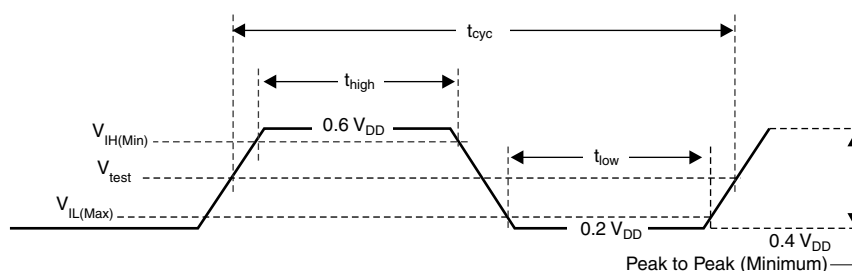 tcyc
thigh
VIH(Min)
0.6 VDD
Vtest
tlow
VIL(Max)
0.2 VDD
0.4 VDD
Peak to Peak (Minimum)